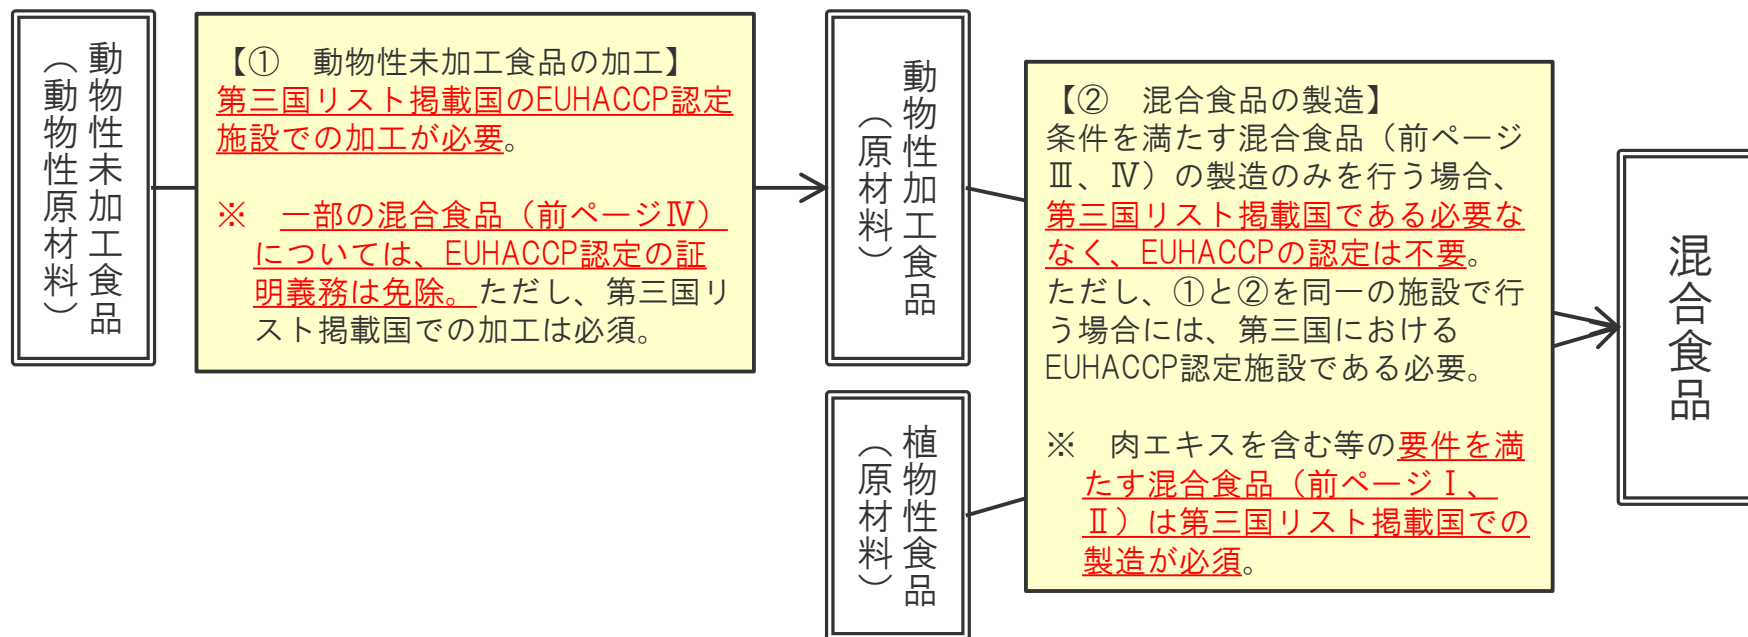 動物性未加工食品
（動物性原材料）
【①　動物性未加工食品の加工】
第三国リスト掲載国のEUHACCP認定
施設での加工が必要。
※　一部の混合食品（前ページⅣ）
については、EUHACCP認定の証
明義務は免除。ただし、第三国リ
スト掲載国での加工は必須。
動物性加工食品
（原材料）
植物性食品
（原材料）
【②　混合食品の製造】
条件を満たす混合食品（前ページ
Ⅲ、Ⅳ）の製造のみを行う場合、
第三国リスト掲載国である必要な
なく、EUHACCPの認定は不要。
ただし、①と②を同一の施設で行
う場合には、第三国における
EUHACCP認定施設である必要。
※　肉エキスを含む等の要件を満
たす混合食品（前ページⅠ、
Ⅱ）は第三国リスト掲載国での
製造が必須。
混合食品